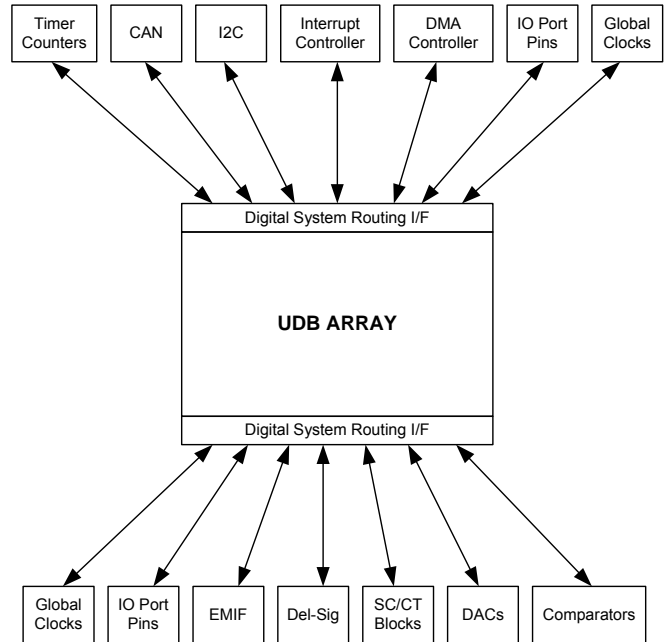 Timer
Counters
CAN
I2C
Interrupt
Controller
DMA
Controller
IO Port
Pins
Global
Clocks
Digital System Routing I/F
UDB ARRAY
Digital System Routing I/F
Global
Clocks
IO Port
Pins
EMIF
Del-Sig
SC/CT
Blocks
DACs
Comparators